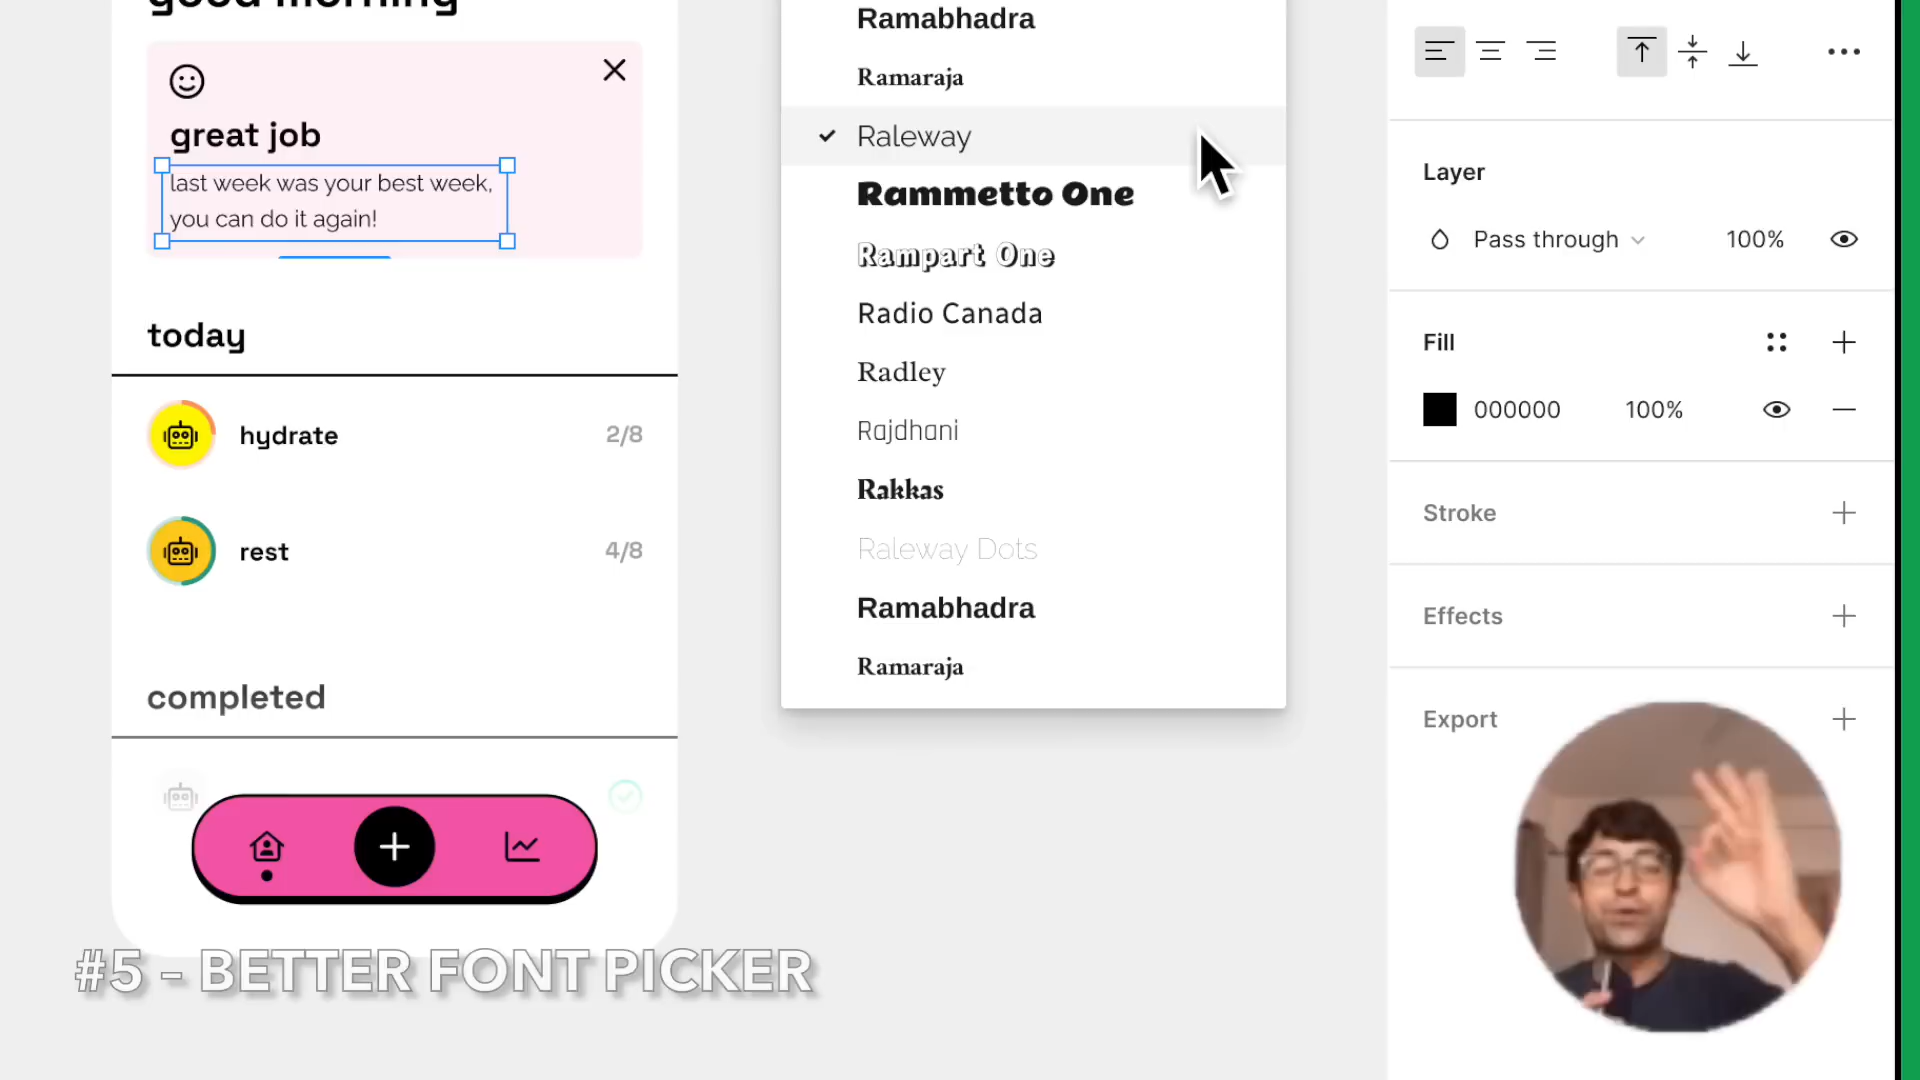 good morning
great job
last week was your best week,
you can do it again!
today
hydrate
2/8
rest
4/8
completed
#5 - BETTER FONT PICKER
Ramabhadra
Ramaraja
Raleway
Rammetto One
Rampart One
Radio Canada
Radley
Rajdhani
Rakkas
Raleway Dots
Ramabhadra
Ramaraja
Layer
Pass through 100%
Fill
000000 100%
Stroke
Effects
Export